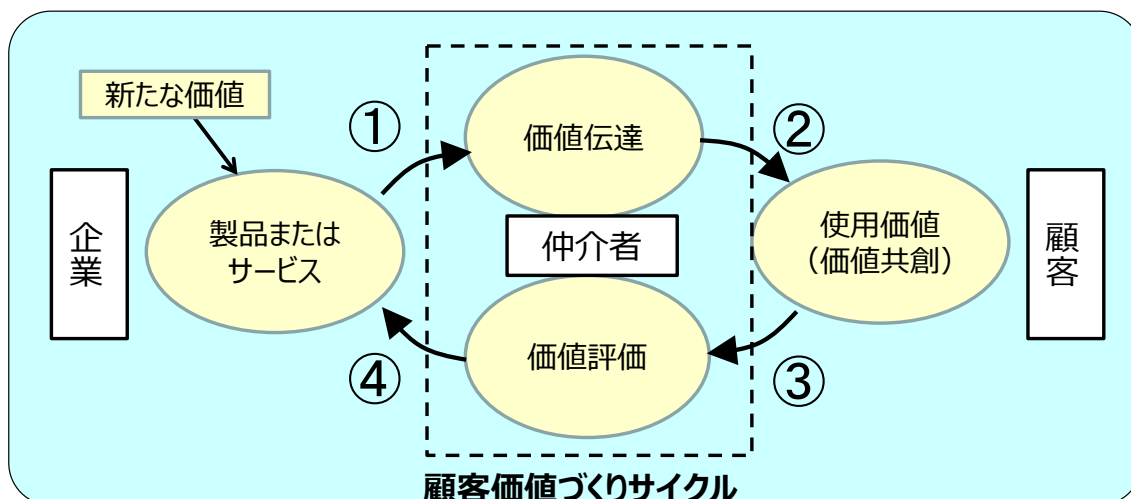 新たな価値
①
価値伝達
②
企業
製品または
サービス
仲介者
使用価値
（価値共創）
顧客
④
価値評価
③
顧客価値づくりサイクル